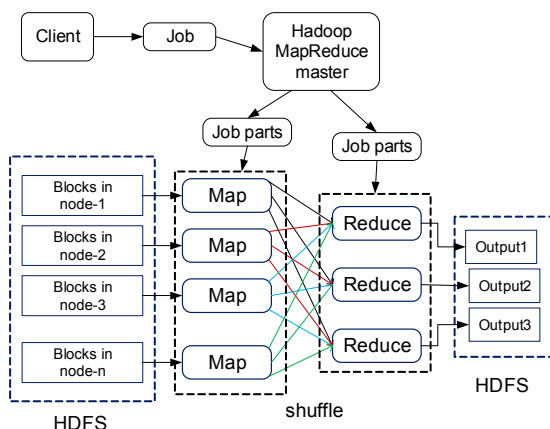 Client
Job
Hadoop
MapReduce
master
Job parts
Job parts
Blocks in
node-1
Map
Reduce
Output1
Blocks in
node-2
Map
Blocks in
node-3
Map
Reduce
Output2
Blocks in
node-n
Map
Reduce
Output3
HDFS
shuffle
HDFS